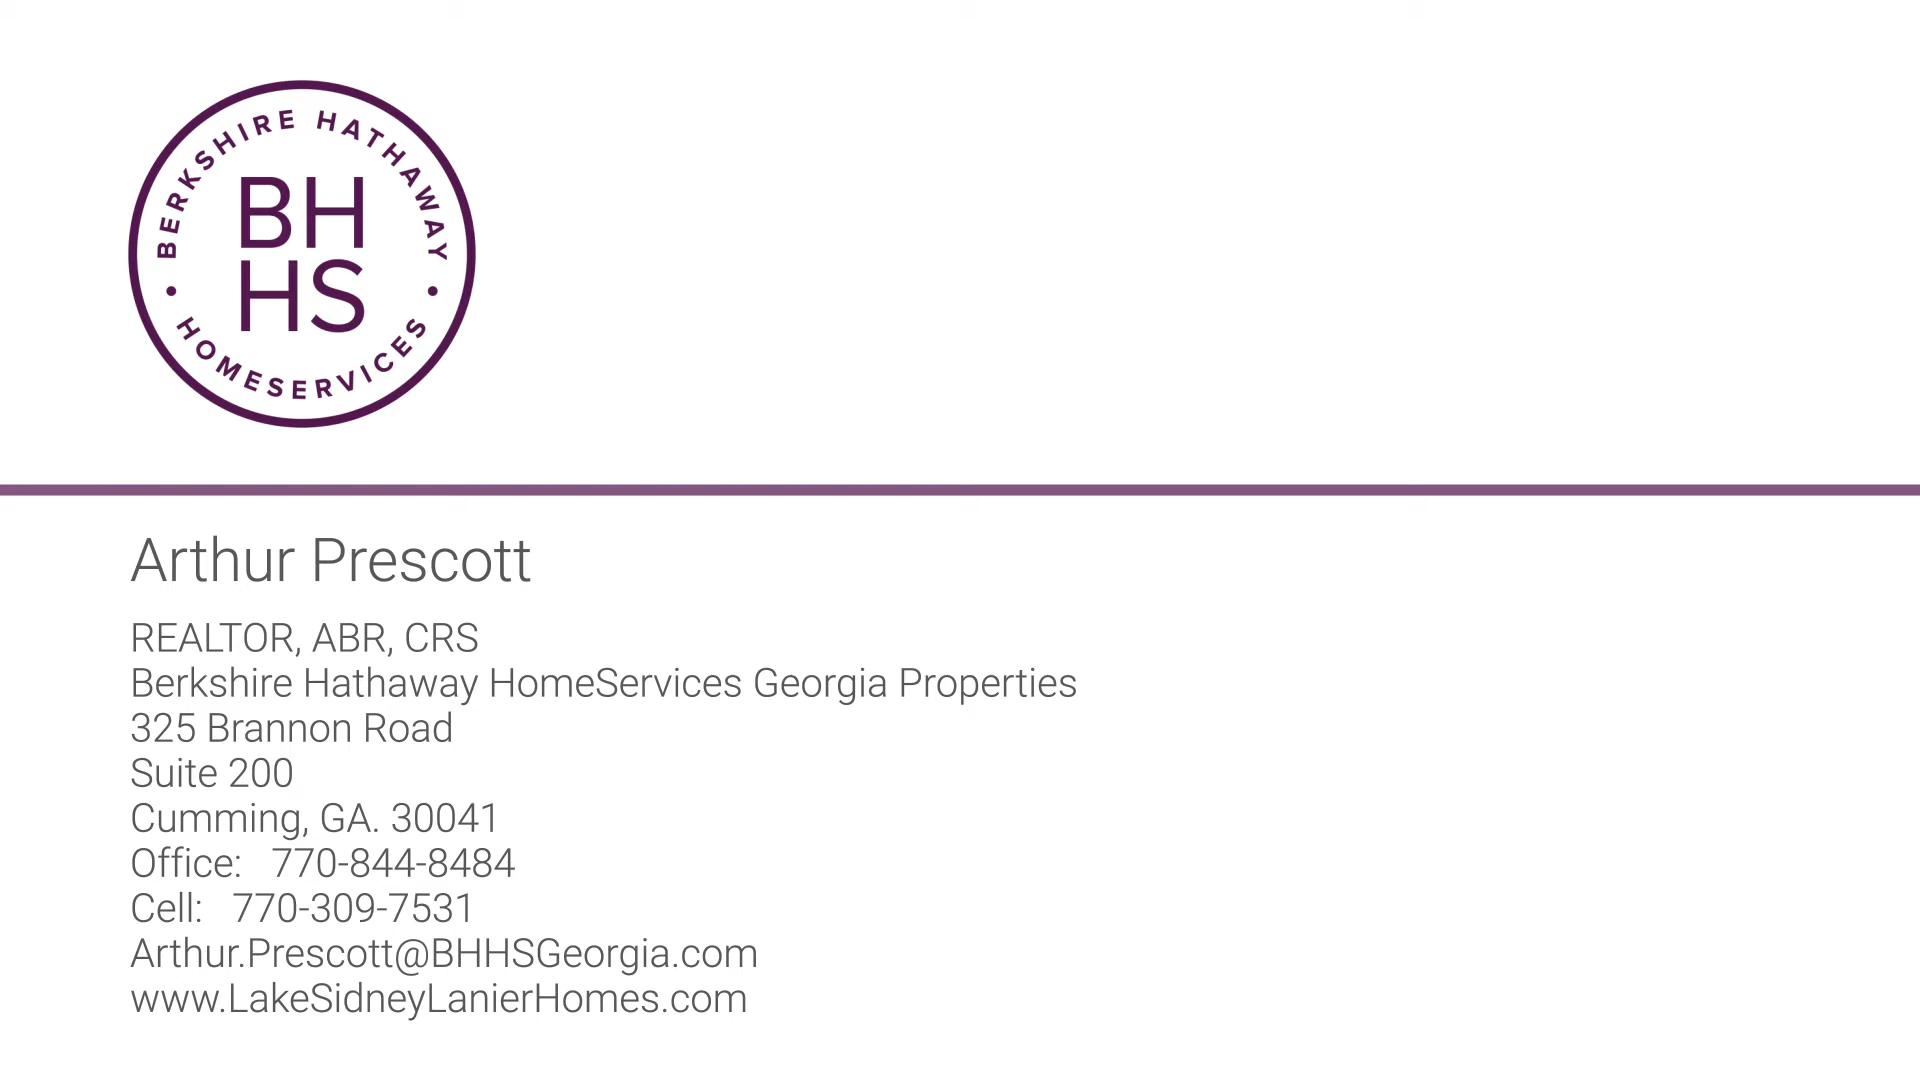 BERKSHIRE HATHAWAY
BH
HS
HOMESERVICES
Arthur Prescott
REALTOR, ABR, CRS
Berkshire Hathaway HomeServices Georgia Properties
325 Brannon Road
Suite 200
Cumming, GA. 30041
Office:   770-844-8484
Cell:   770-309-7531
Arthur.Prescott@BHHSGeorgia.com
www.LakeSidneyLanierHomes.com